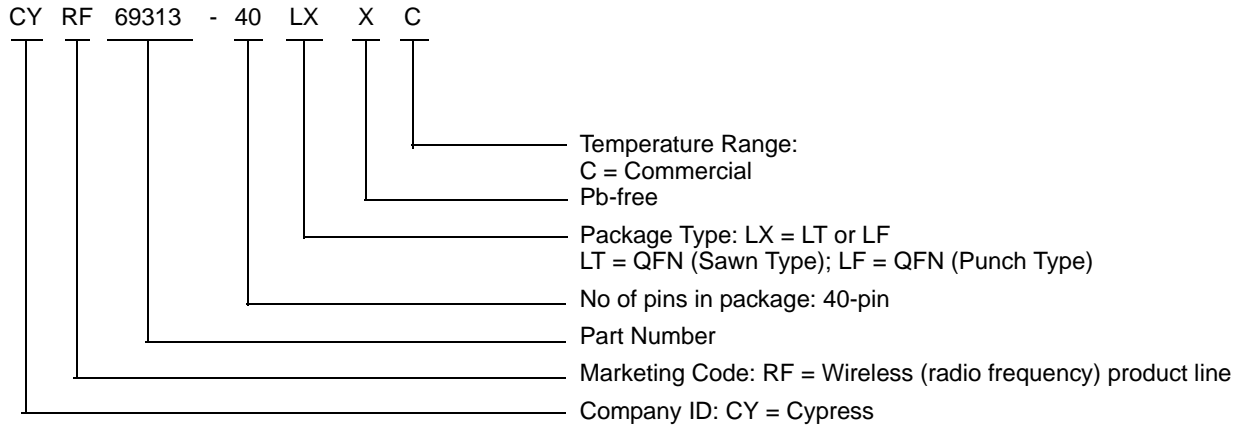 CY RF 69313 - 40 LX X C
Temperature Range:
C = Commercial
Pb-free
Package Type: LX = LT or LF
LT = QFN (Sawn Type); LF = QFN (Punch Type)
No of pins in package: 40-pin
Part Number
Marketing Code: RF = Wireless (radio frequency) product line
Company ID: CY = Cypress